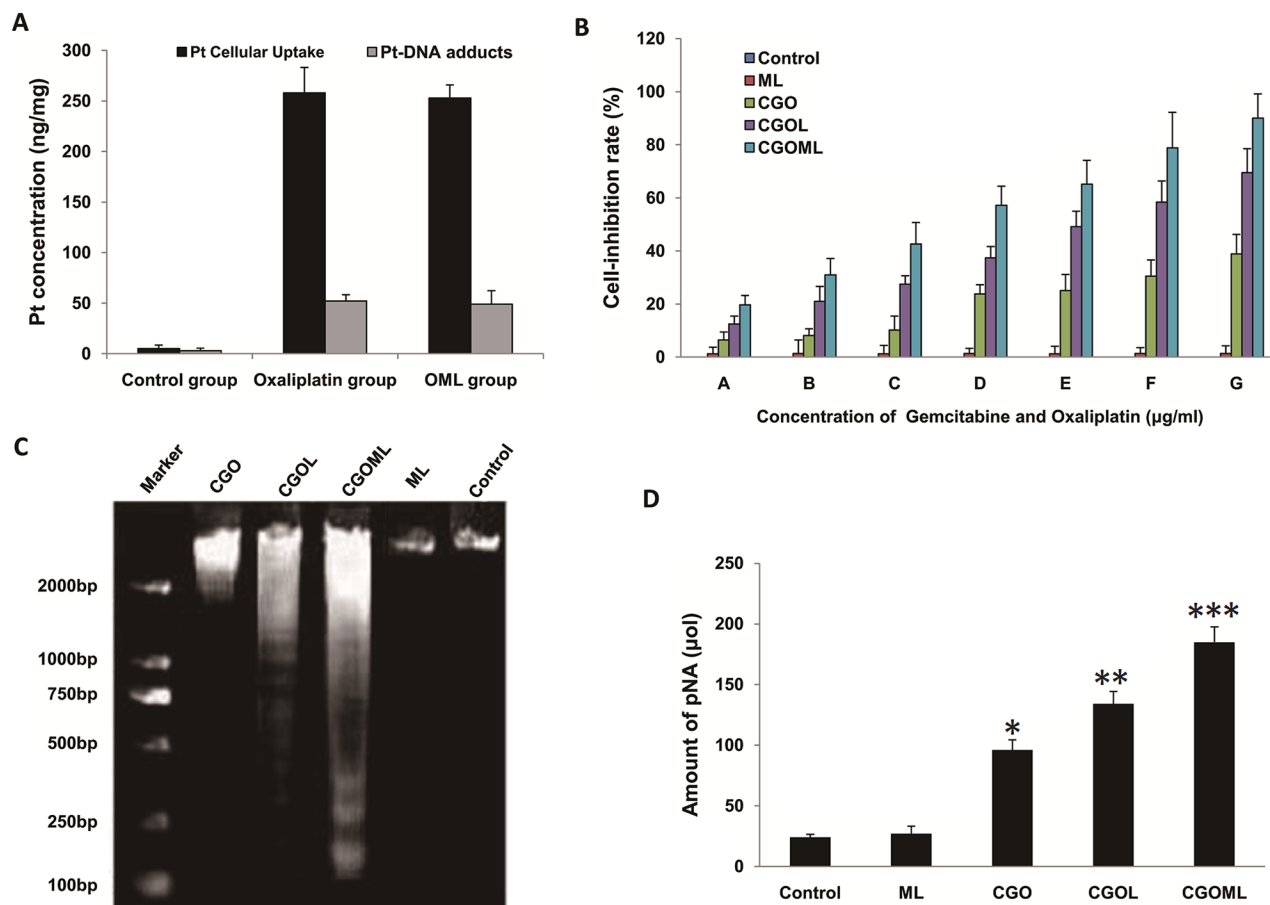 A
Pt Cellular Uptake
Pt-DNA adducts
Pt concentration (ng/mg)
300
250
200
150
100
50
0
Control group
Oxaliplatin group
OML group
B
Control
ML
CGO
CGOL
CGOML
Cell-inhibition rate (%)
120
100
80
60
40
20
0
A
B
C
D
E
F
G
Concentration of Gemcitabine and Oxaliplatin (µg/ml)
C
Marker
CGO
CGOL
CGOML
ML
Control
2000bp
1000bp
750bp
500bp
250bp
100bp
D
Amount of pNA (µol)
250
200
150
100
50
0
*
**
***
Control
ML
CGO
CGOL
CGOML